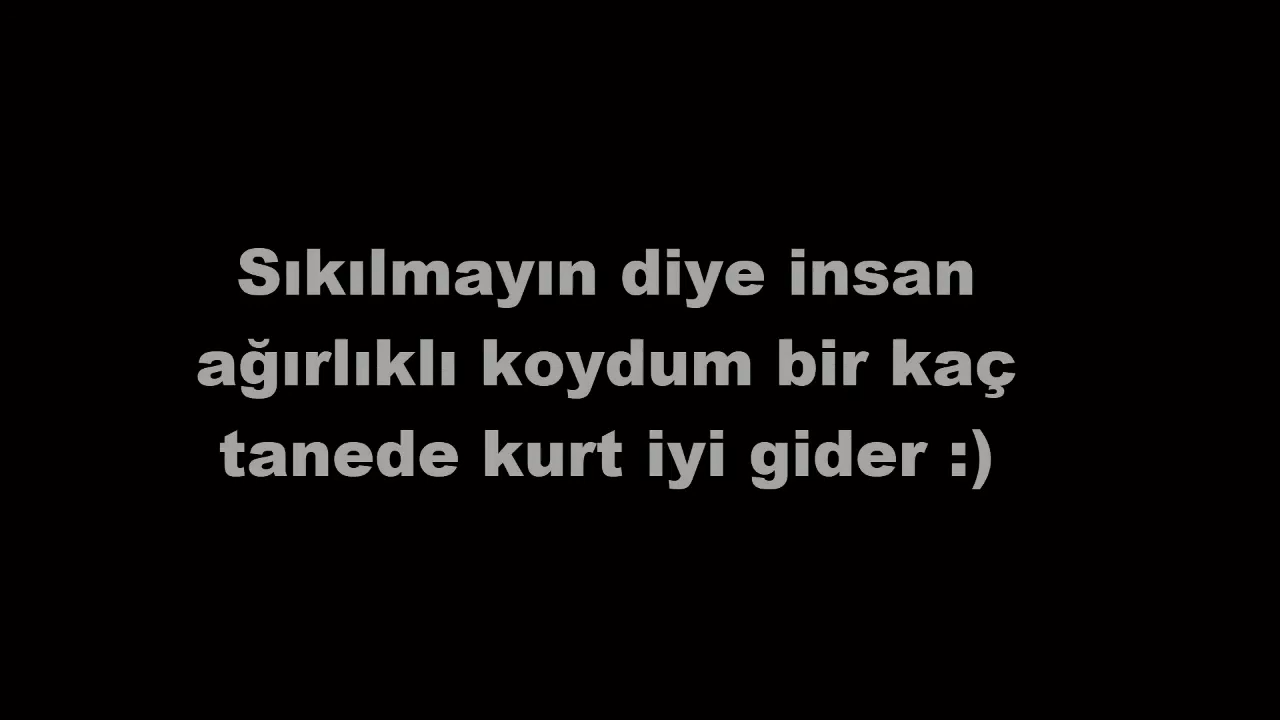 Sıkılmayın diye insan
ağırlıklı koydum bir kaç
tanede kurt iyi gider :)